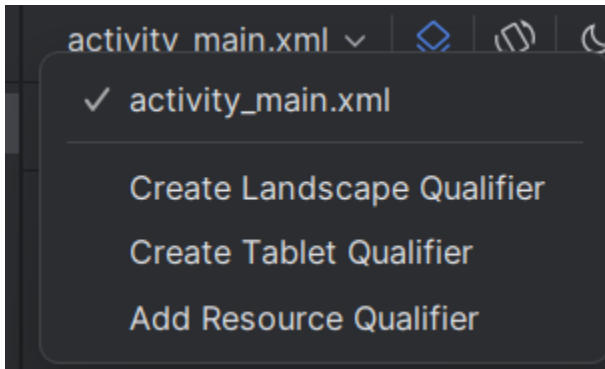 activity_main.xml
activity_main.xml
Create Landscape Qualifier
Create Tablet Qualifier
Add Resource Qualifier